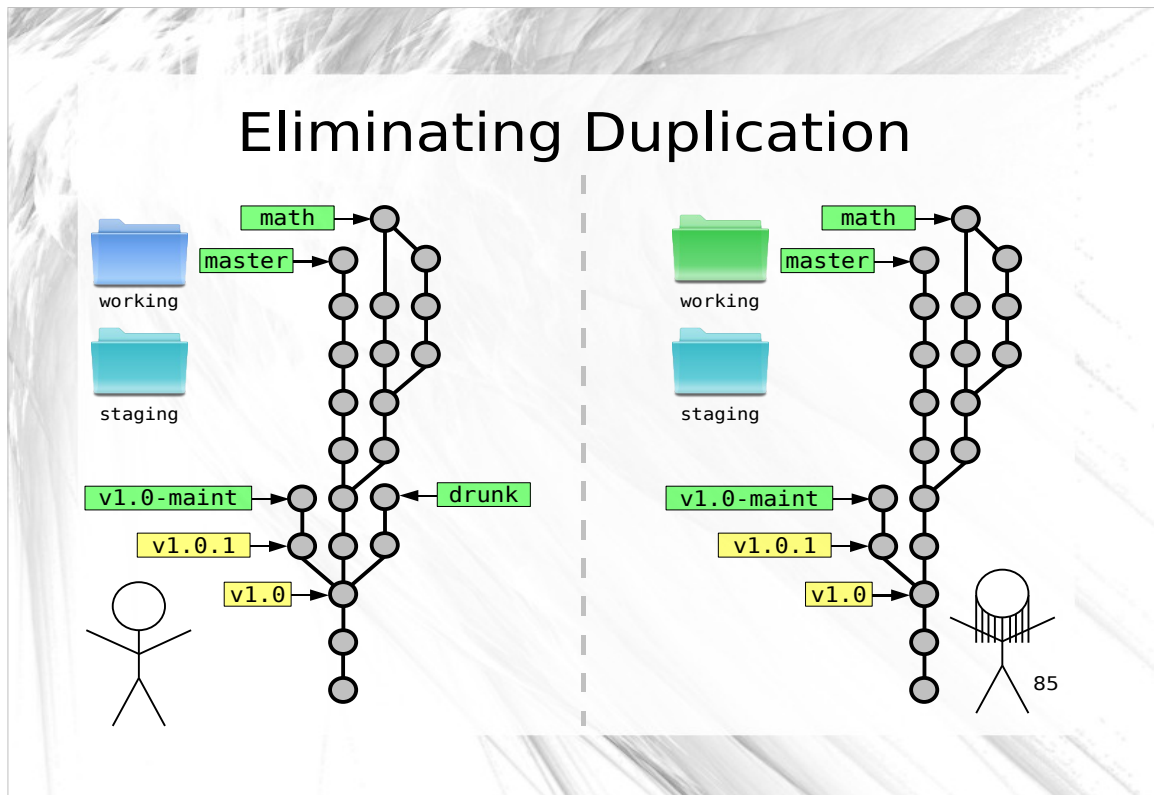 Eliminating Duplication
math
master
working
staging
v1.0-maint
drunk
v1.0.1
v1.0
math
master
working
staging
v1.0-maint
v1.0.1
v1.0
85